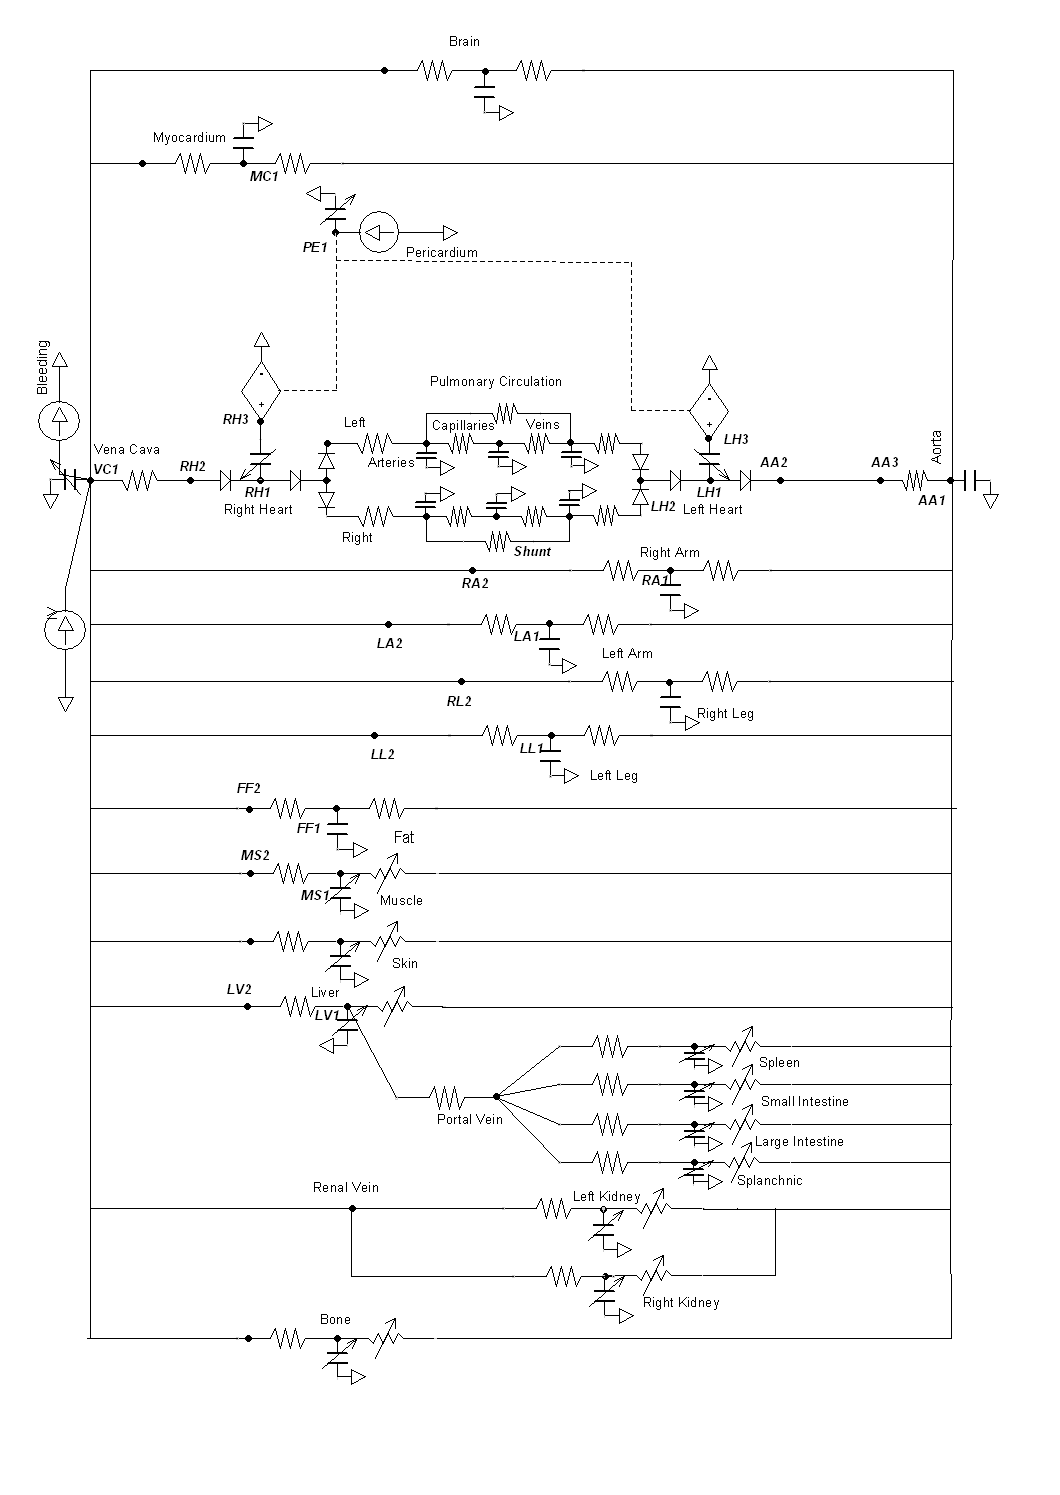 Brain
Myocardium
MC1
PE1
Pericardium
Bleeding
Pulmonary Circulation
RH3
Left
Capillaries
Veins
LH3
Arteries
Vena Cava
VC1
RH2
RH1
Right Heart
LH2
LH1
Left Heart
AA2
AA3
Aorta
AA1
Right
Shunt
Right Arm
RA2
RA1
IV
LA2
LA1
Left Arm
RL2
Right Leg
LL2
LL1
Left Leg
FF2
FF1
Fat
MS2
MS1
Muscle
Skin
LV2
Liver
LV1
Spleen
Small Intestine
Portal Vein
Large Intestine
Splanchnic
Renal Vein
Left Kidney
Right Kidney
Bone